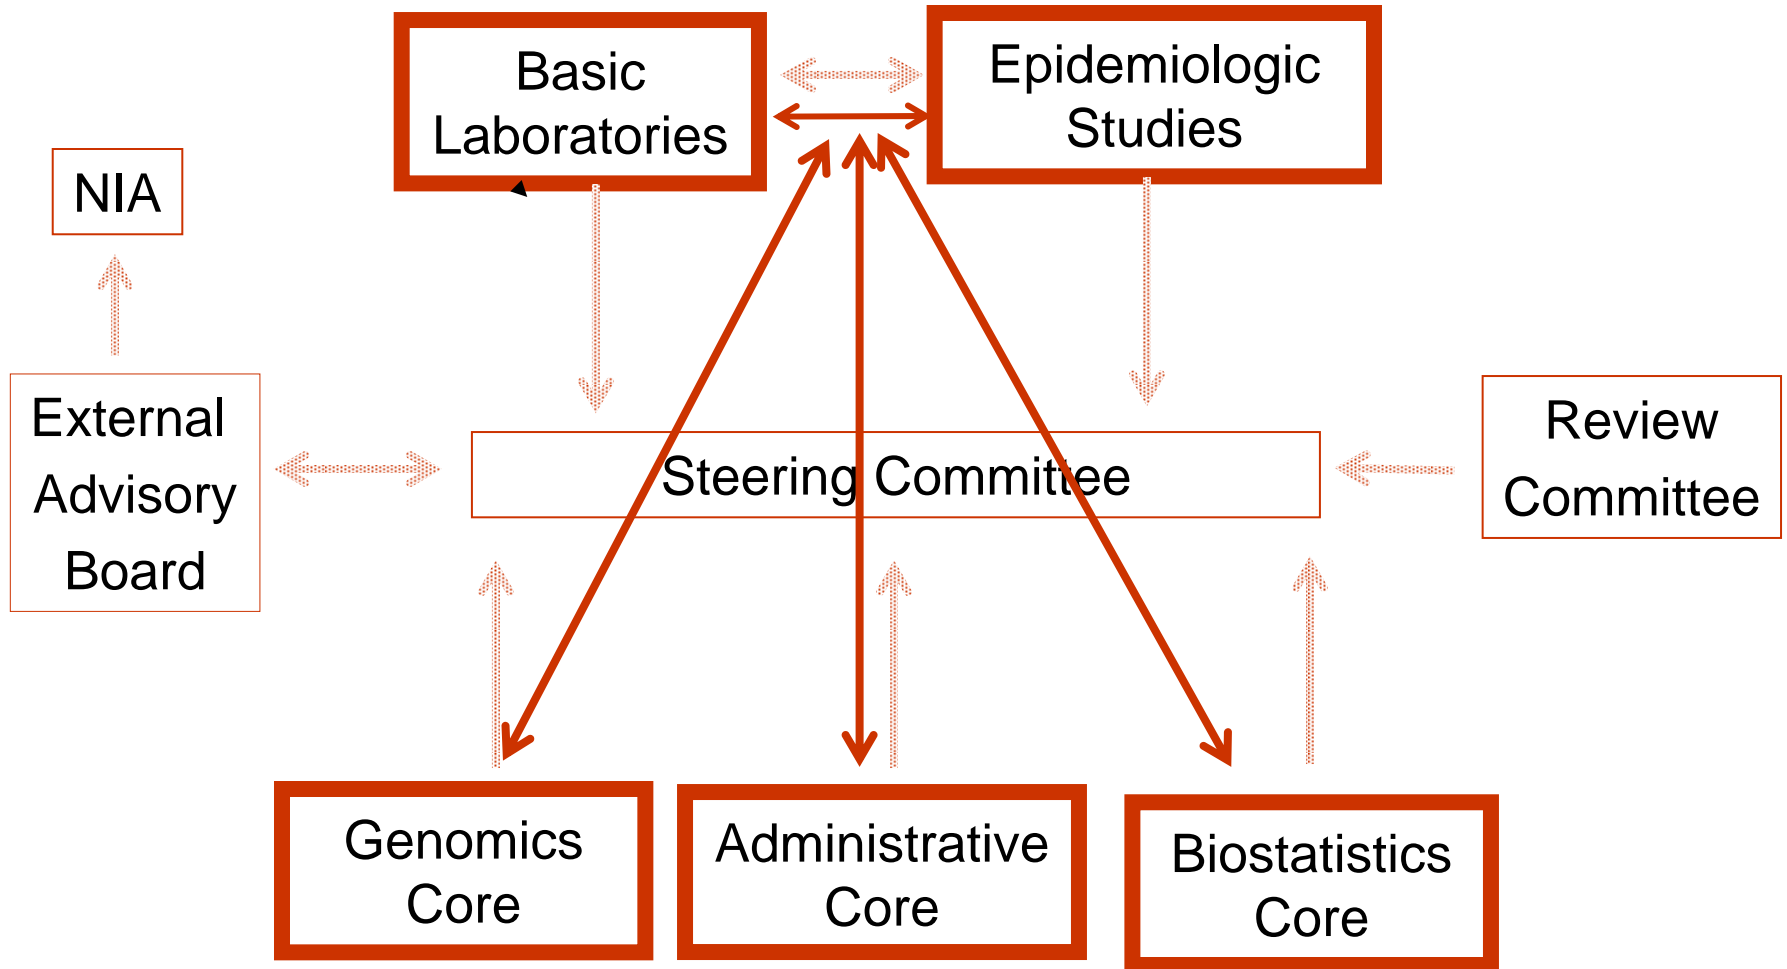 Basic
Laboratories
Epidemiologic
Studies
NIA
External
Advisory
Board
Steering Committee
Review
Committee
Genomics
Core
Administrative
Core
Biostatistics
Core